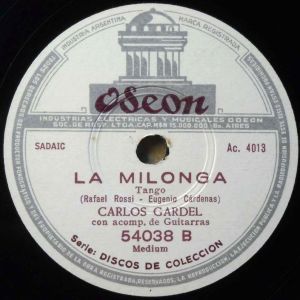 INDUSTRIA ARGENTINA
MARCA REGISTRADA
Odeon
INDUSTRIAS ELECTRICAS Y MUSICALES ODEON
SADAIC
Ac. 4013
LA MILONGA
Tango
(Rafael Rossi - Eugenio Cárdenas)
CARLOS GARDEL
con acomp. de Guitarras
54038 B
Medium
Serie: DISCOS DE COLECCION